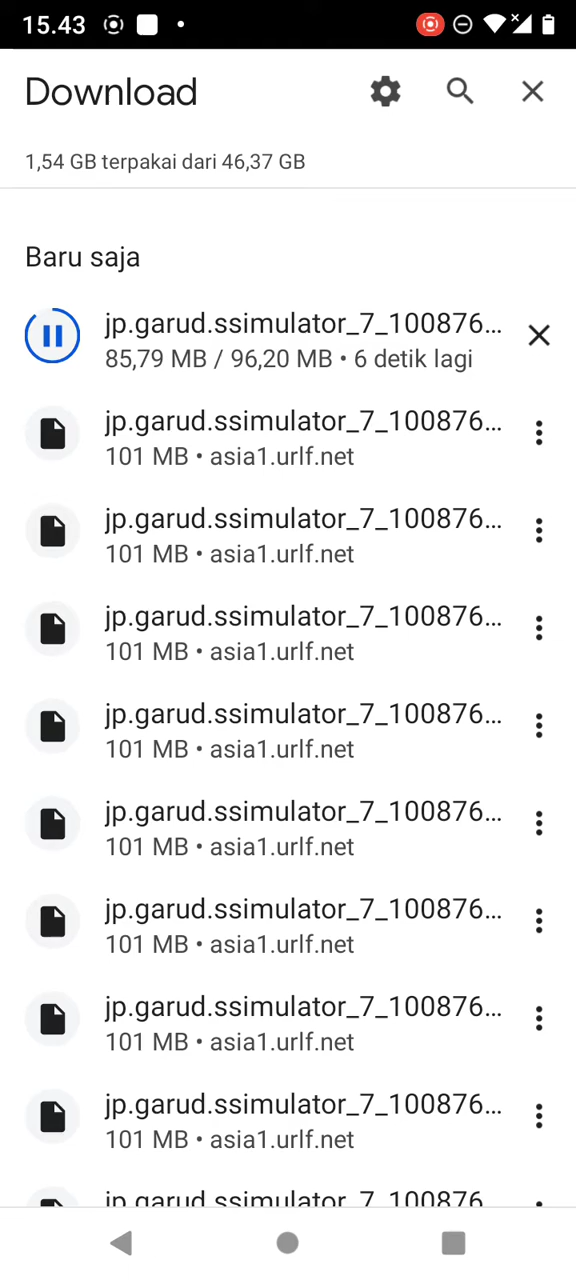 15.43
Download
1,54 GB terpakai dari 46,37 GB
Baru saja
jp.garud.ssimulator_7_100876...
85,79 MB / 96,20 MB • 6 detik lagi
jp.garud.ssimulator_7_100876...
101 MB • asia1.urlf.net
jp.garud.ssimulator_7_100876...
101 MB • asia1.urlf.net
jp.garud.ssimulator_7_100876...
101 MB • asia1.urlf.net
jp.garud.ssimulator_7_100876...
101 MB • asia1.urlf.net
jp.garud.ssimulator_7_100876...
101 MB • asia1.urlf.net
jp.garud.ssimulator_7_100876...
101 MB • asia1.urlf.net
jp.garud.ssimulator_7_100876...
101 MB • asia1.urlf.net
jp.garud.ssimulator_7_100876...
101 MB • asia1.urlf.net
jp.garud.ssimulator_7_100876